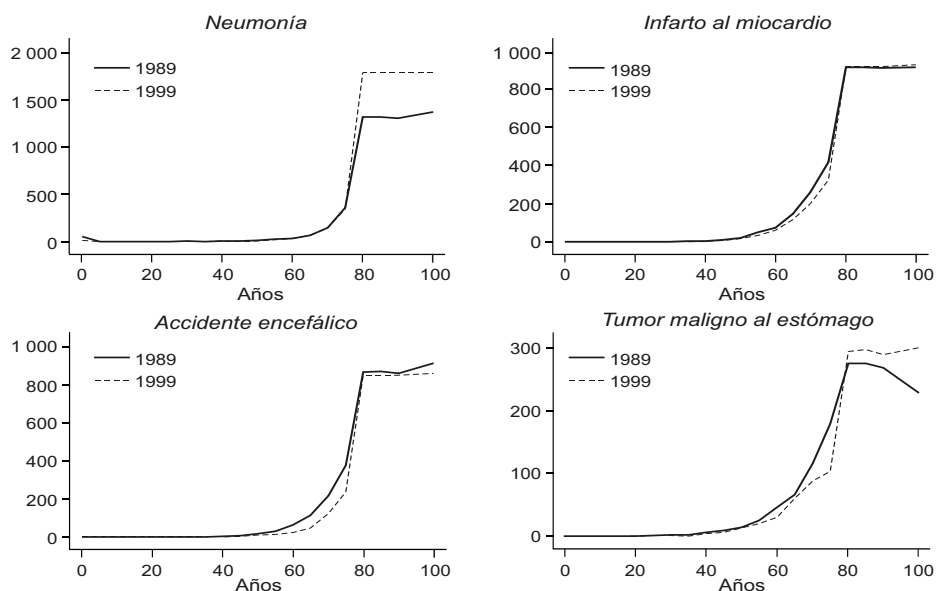 Neumonía
2 000
1 500
1 000
500
0
1989
1999
0 20 40 60 80 100
Años
Infarto al miocardio
1 000
800
600
400
200
0
1989
1999
0 20 40 60 80 100
Años
Accidente encefálico
1 000
800
600
400
200
0
1989
1999
0 20 40 60 80 100
Años
Tumor maligno al estómago
300
200
100
0
1989
1999
0 20 40 60 80 100
Años